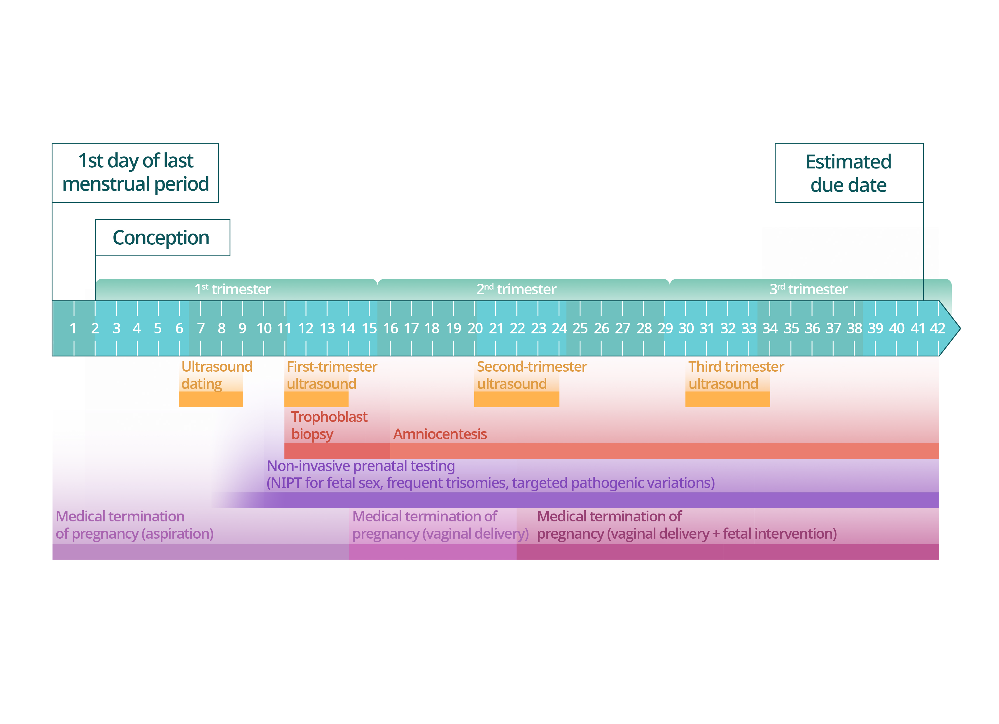 1st day of last
menstrual period
Estimated
due date
Conception
1st trimester
2nd trimester
3rd trimester
1 2 3 4 5 6 7 8 9 10 11 12 13 14 15 16 17 18 19 20 21 22 23 24 25 26 27 28 29 30 31 32 33 34 35 36 37 38 39 40 41 42
Ultrasound
dating
First-trimester
ultrasound
Second-trimester
ultrasound
Third trimester
ultrasound
Trophoblast
biopsy
Amniocentesis
Non-invasive prenatal testing
(NIPT for fetal sex, frequent trisomies, targeted pathogenic variations)
Medical termination
of pregnancy (aspiration)
Medical termination of
pregnancy (vaginal delivery)
Medical termination of
pregnancy (vaginal delivery + fetal intervention)